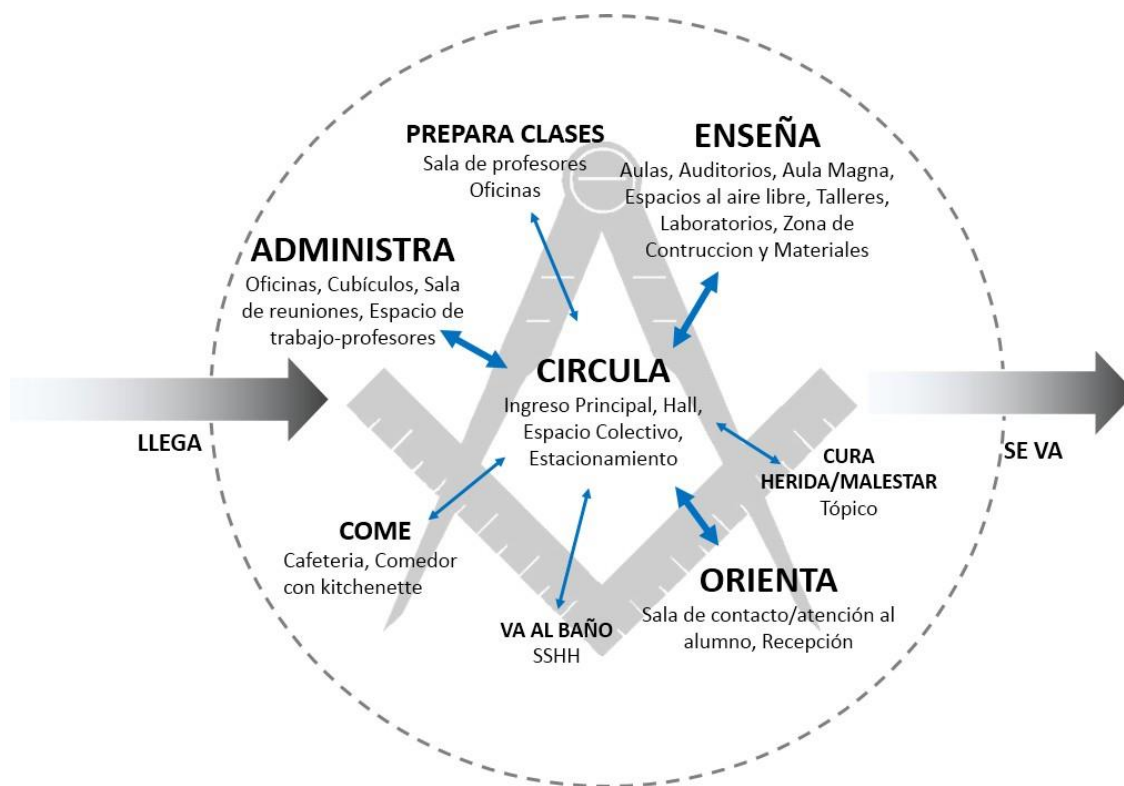 PREPARA CLASES
Sala de profesores
Oficinas
ENSEÑA
Aulas, Auditorios, Aula Magna,
Espacios al aire libre, Talleres,
Laboratorios, Zona de
Contruccion y Materiales
ADMINISTRA
Oficinas, Cubículos, Sala
de reuniones, Espacio de
trabajo-profesores
CIRCULA
Ingreso Principal, Hall,
Espacio Colectivo,
Estacionamiento
LLEGA
SE VA
CURA
HERIDA/MALESTAR
Tópico
COME
Cafeteria, Comedor
con kitchenette
ORIENTA
Sala de contacto/atención al
alumno, Recepción
VA AL BAÑO
SSHH